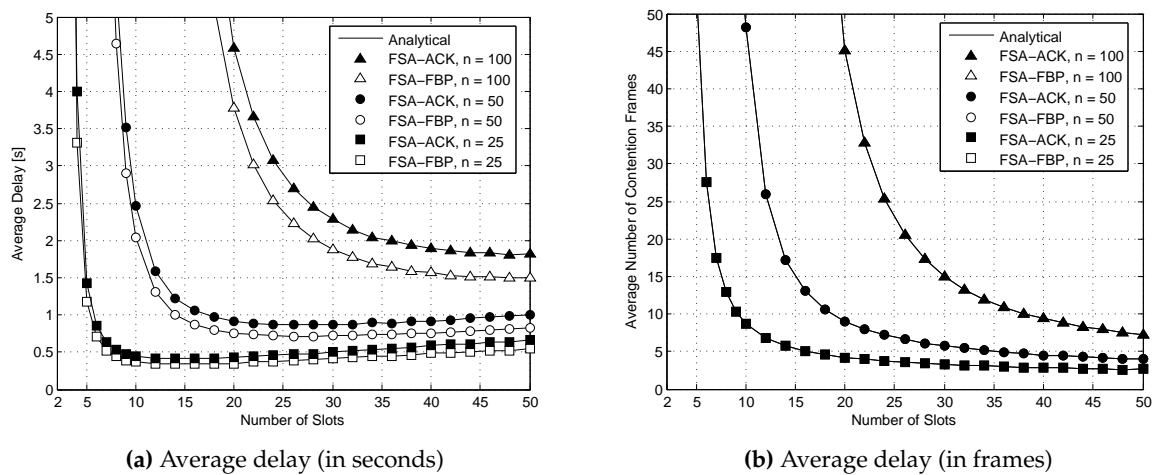 5
4.5
4
3.5
3
2.5
2
1.5
1
0.5
0
Average Delay [s]
2 5 10 15 20 25 30 35 40 45 50
Number of Slots
Analytical
FSA−ACK, n = 100
FSA−FBP, n = 100
FSA−ACK, n = 50
FSA−FBP, n = 50
FSA−ACK, n = 25
FSA−FBP, n = 25
(a) Average delay (in seconds)
50
45
40
35
30
25
20
15
10
5
0
Average Number of Contention Frames
2 5 10 15 20 25 30 35 40 45 50
Number of Slots
Analytical
FSA−ACK, n = 100
FSA−FBP, n = 100
FSA−ACK, n = 50
FSA−FBP, n = 50
FSA−ACK, n = 25
FSA−FBP, n = 25
(b) Average delay (in frames)